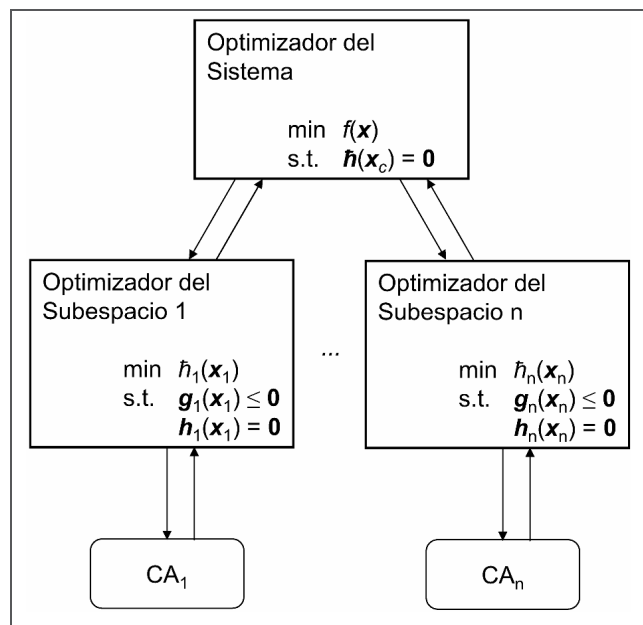 Optimizador del
Sistema
min f(x)
s.t. ℏ(x_c) = 0
Optimizador del
Subespacio 1
min ℏ₁(x₁)
s.t. g₁(x₁) ≤ 0
h₁(x₁) = 0
...
Optimizador del
Subespacio n
min ℏₙ(xₙ)
s.t. gₙ(xₙ) ≤ 0
hₙ(xₙ) = 0
CA₁
CAₙ